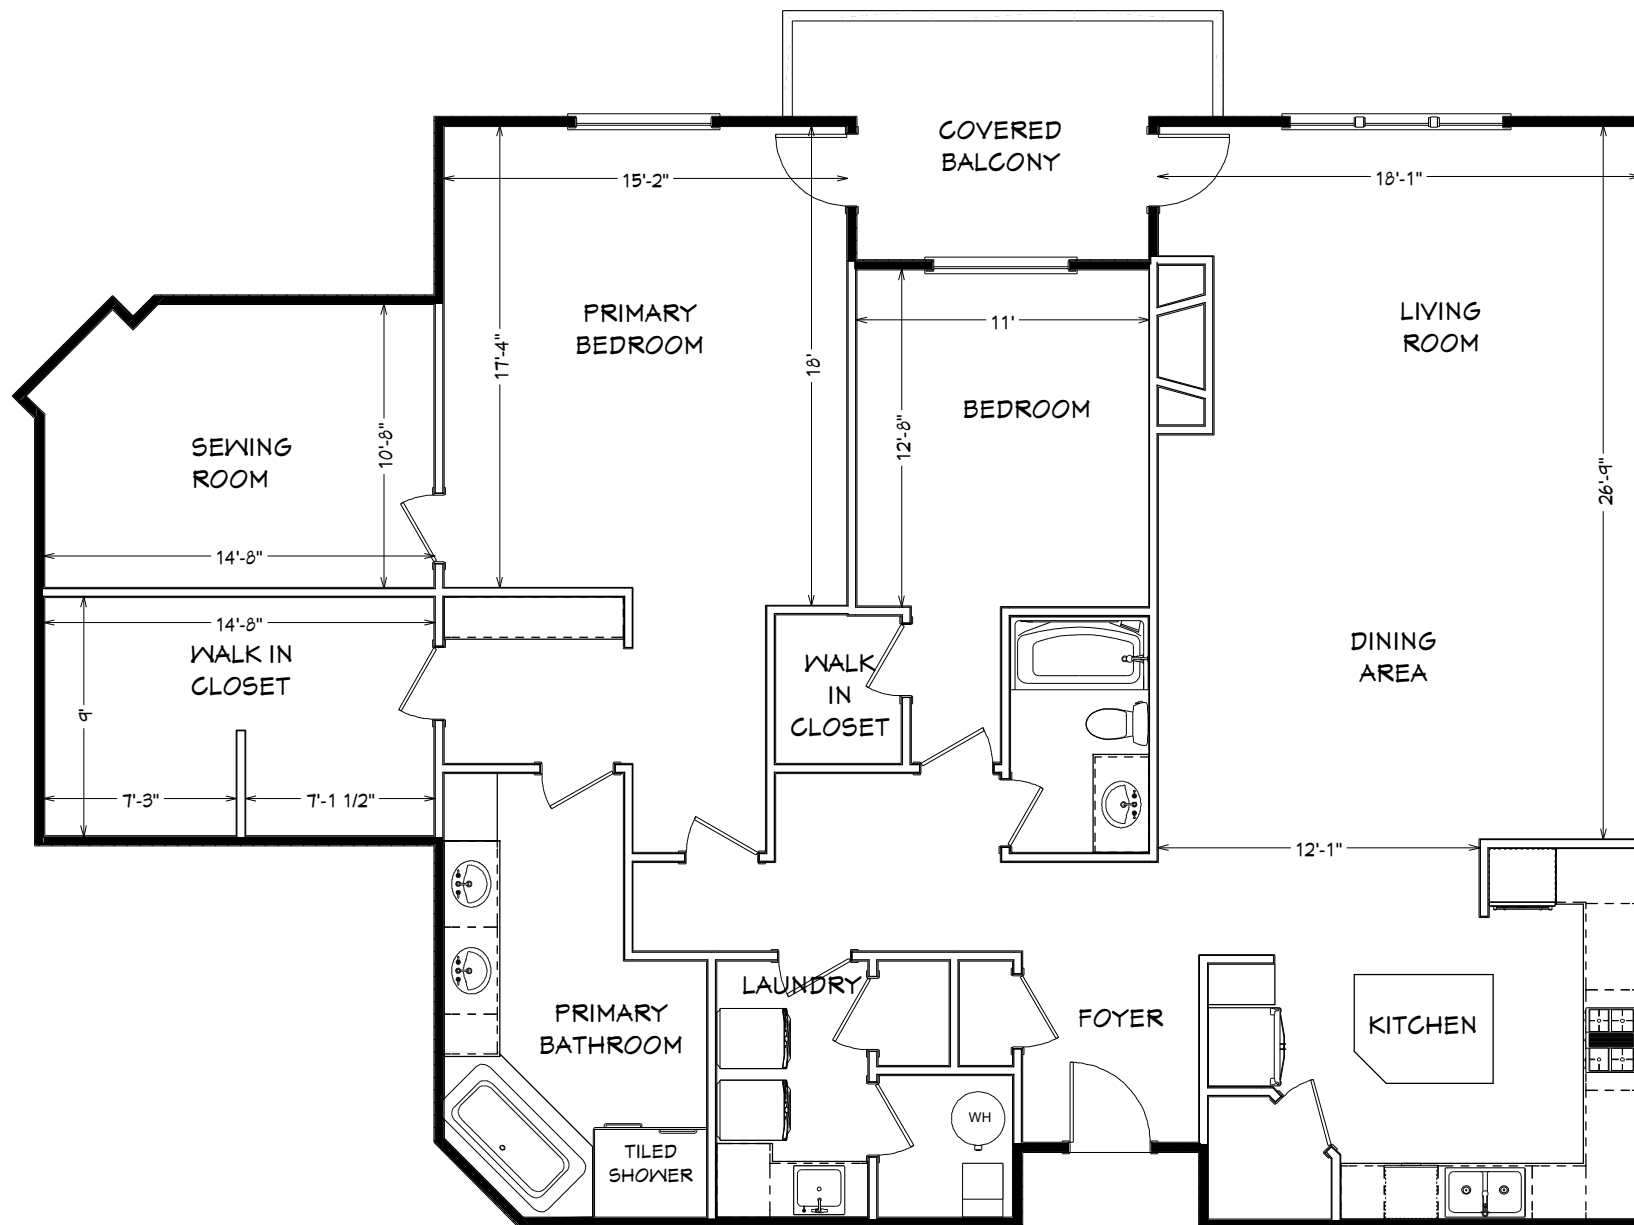 COVERED
BALCONY
15'-2"
18'-1"
PRIMARY
BEDROOM
17'-4"
18'
11'
LIVING
ROOM
BEDROOM
12'-8"
SEWING
ROOM
10'-8"
26'-9"
14'-8"
14'-8"
WALK IN
CLOSET
9'
WALK
IN
CLOSET
DINING
AREA
7'-3"
7'-1 1/2"
12'-1"
LAUNDRY
PRIMARY
BATHROOM
FOYER
KITCHEN
WH
TILED
SHOWER